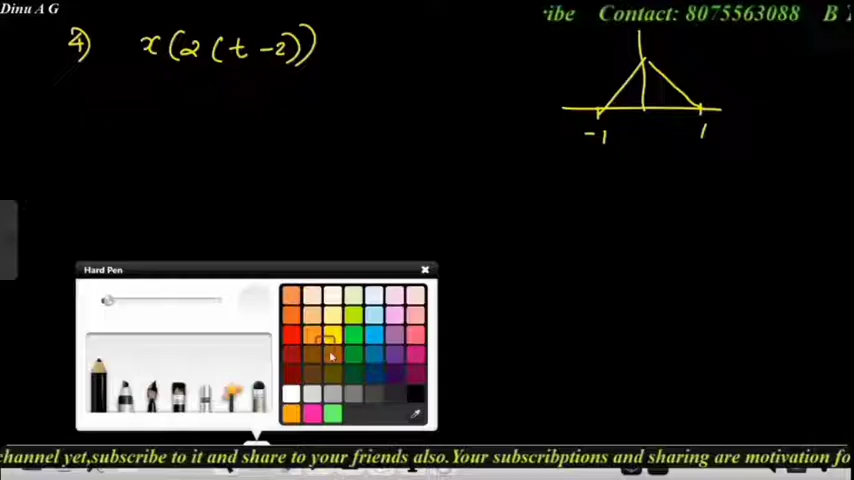 Dinu A G
ribe Contact: 8075563088 B
4) x(2(t-2))
-1 1
Hard Pen
channel yet,subscribe to it and share to your friends also.Your subscribptions and sharing are motivation fo